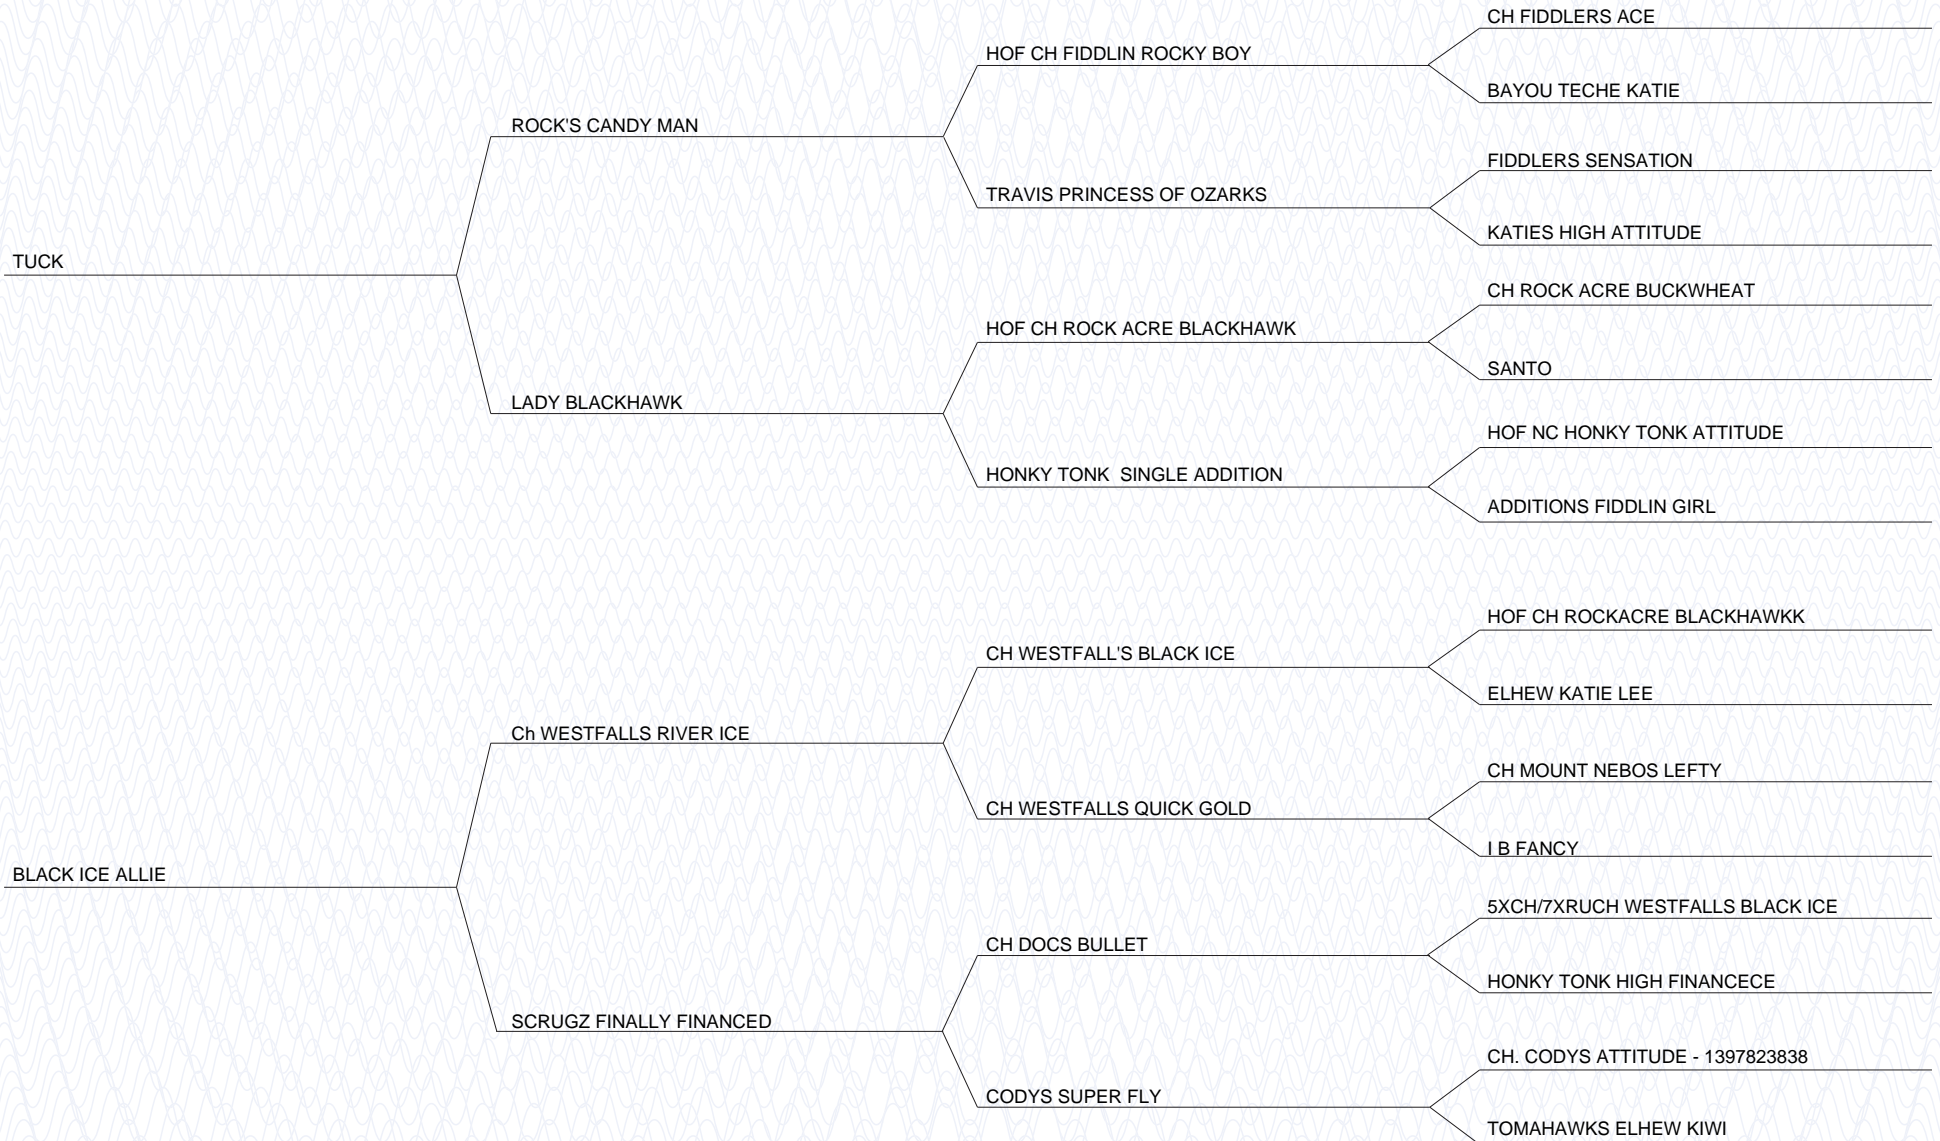 CH FIDDLERS ACE
HOF CH FIDDLIN ROCKY BOY
BAYOU TECHE KATIE
ROCK'S CANDY MAN
FIDDLERS SENSATION
TRAVIS PRINCESS OF OZARKS
KATIES HIGH ATTITUDE
TUCK
CH ROCK ACRE BUCKWHEAT
HOF CH ROCK ACRE BLACKHAWK
SANTO
LADY BLACKHAWK
HOF NC HONKY TONK ATTITUDE
HONKY TONK  SINGLE ADDITION
ADDITIONS FIDDLIN GIRL
HOF CH ROCKACRE BLACKHAWKK
CH WESTFALL'S BLACK ICE
ELHEW KATIE LEE
Ch WESTFALLS RIVER ICE
CH MOUNT NEBOS LEFTY
CH WESTFALLS QUICK GOLD
I B FANCY
BLACK ICE ALLIE
5XCH/7XRUCH WESTFALLS BLACK ICE
CH DOCS BULLET
HONKY TONK HIGH FINANCECE
SCRUGZ FINALLY FINANCED
CH. CODYS ATTITUDE - 1397823838
CODYS SUPER FLY
TOMAHAWKS ELHEW KIWI